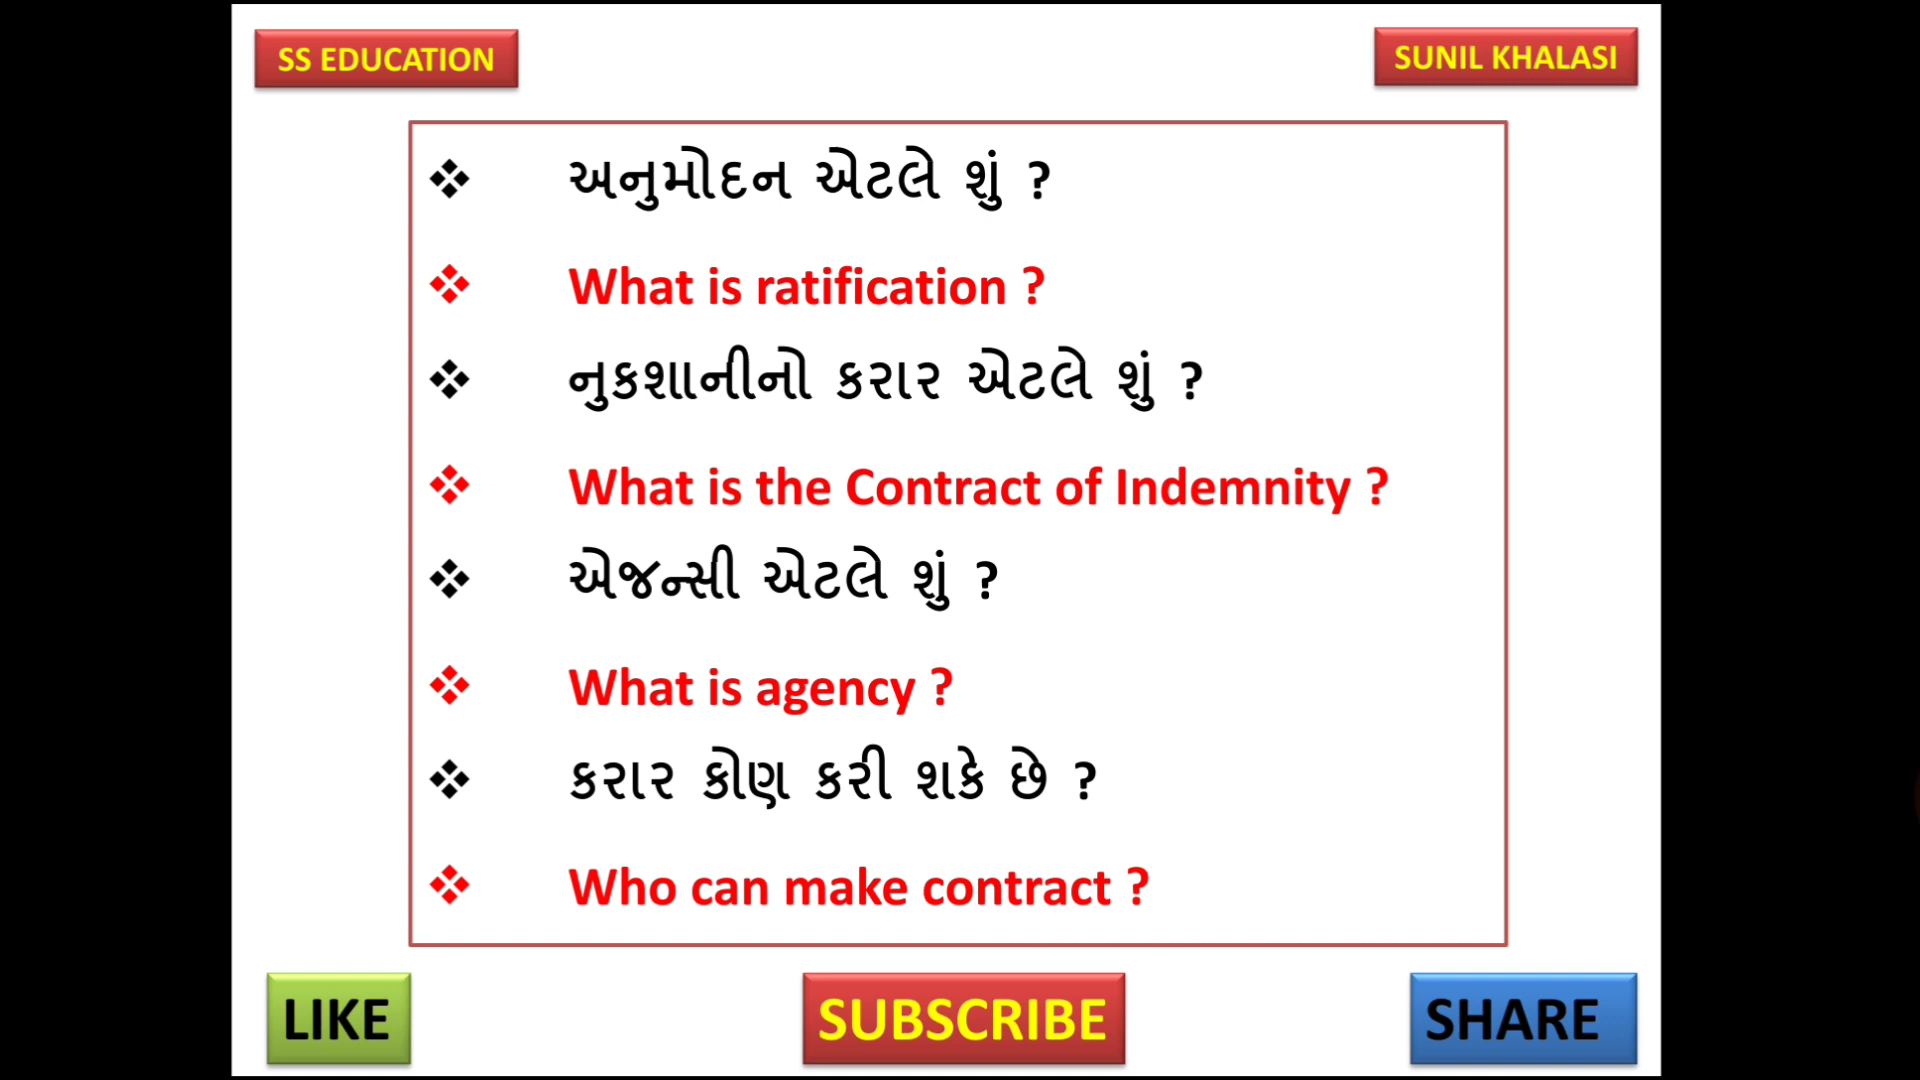 SS EDUCATION
SUNIL KHALASI
❖ અનુમોદન એટલે શું ?
❖ What is ratification ?
❖ નુકશાનીનો કરાર એટલે શું ?
❖ What is the Contract of Indemnity ?
❖ એજન્સી એટલે શું ?
❖ What is agency ?
❖ કરાર કોણ કરી શકે છે ?
❖ Who can make contract ?
LIKE
SUBSCRIBE
SHARE